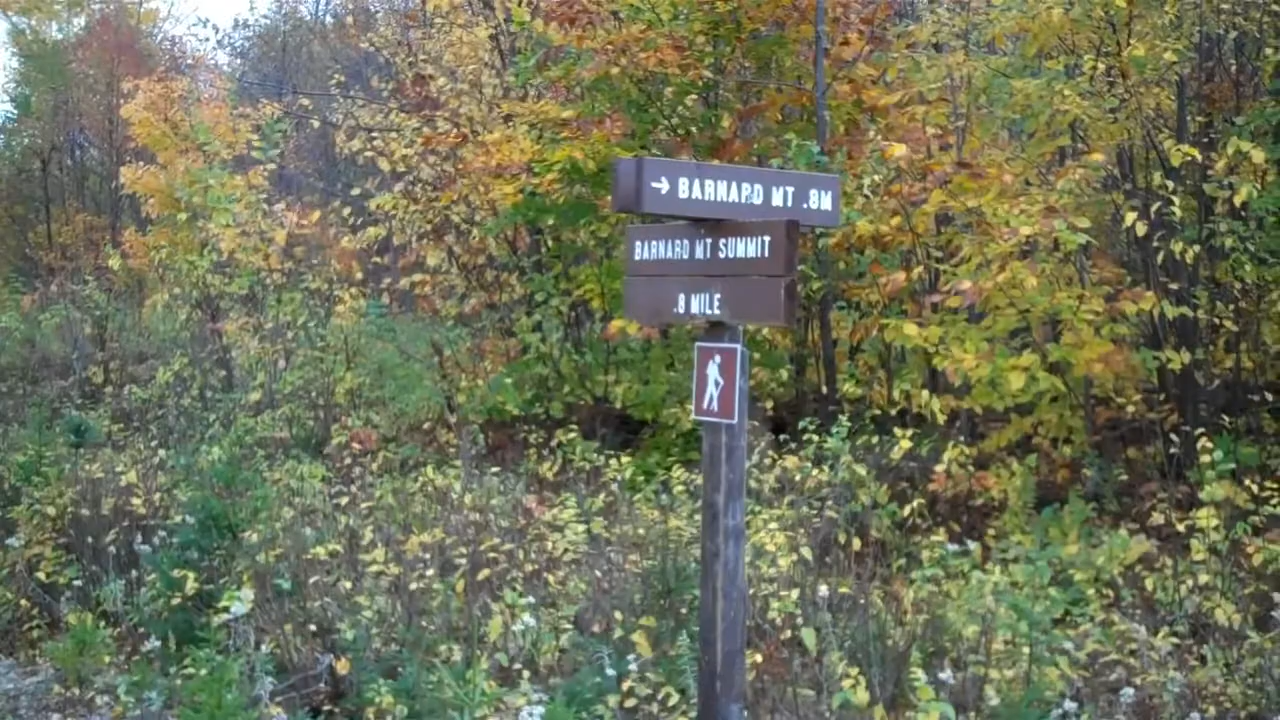 → BARNARD MT .8M
BARNARD MT SUMMIT
.8 MILE